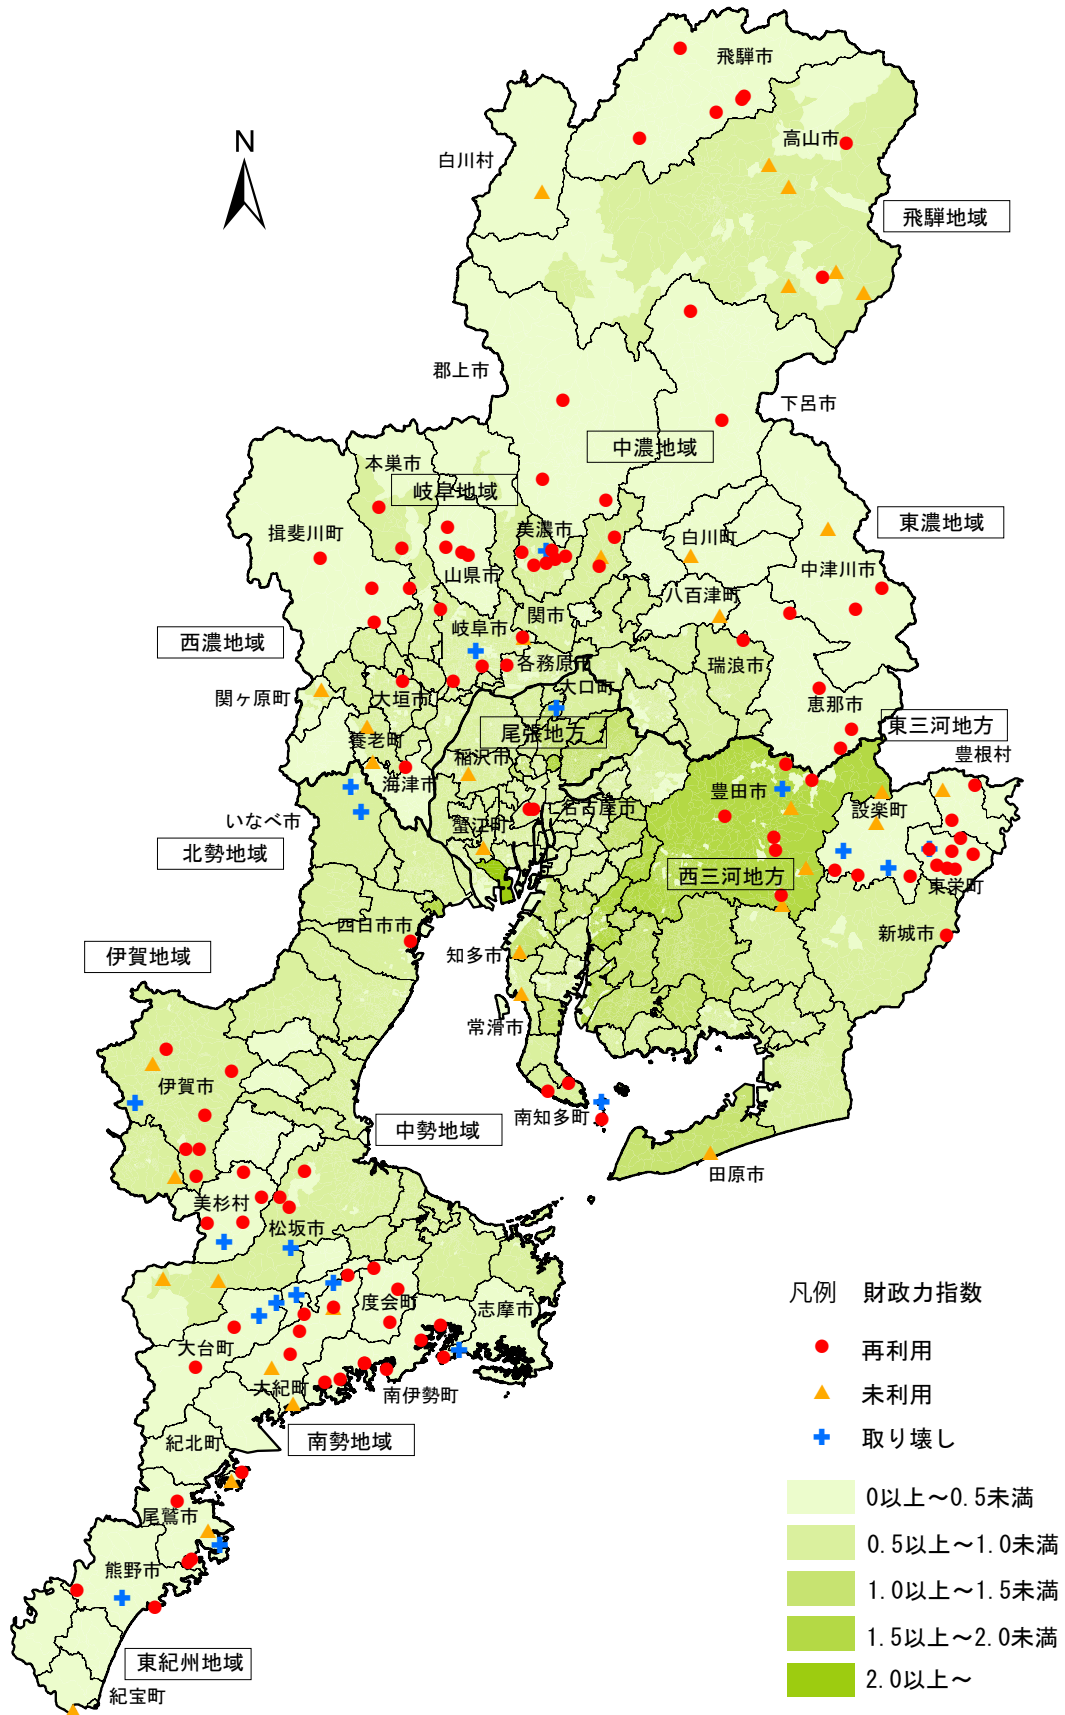 飛騨市
N
高山市
白川村
飛騨地域
郡上市
下呂市
中濃地域
本巣市
岐阜地域
東濃地域
揖斐川町
美濃市
白川町
中津川市
山県市
八百津町
関市
岐阜市
西濃地域
各務原市
瑞浪市
関ヶ原町
大垣市
大口町
恵那市
東三河地方
養老町
尾張地方
豊根村
稲沢市
海津市
豊田市
名古屋市
設楽町
いなべ市
蟹江町
北勢地域
西三河地方
東栄町
四日市市
新城市
伊賀地域
知多市
常滑市
伊賀市
南知多町
中勢地域
田原市
美杉村
松坂市
凡例 財政力指数
度会町
志摩市
大台町
再利用
大紀町
南伊勢町
未利用
紀北町
南勢地域
取り壊し
尾鷲市
0以上～0.5未満
0.5以上～1.0未満
熊野市
1.0以上～1.5未満
1.5以上～2.0未満
東紀州地域
2.0以上～
紀宝町